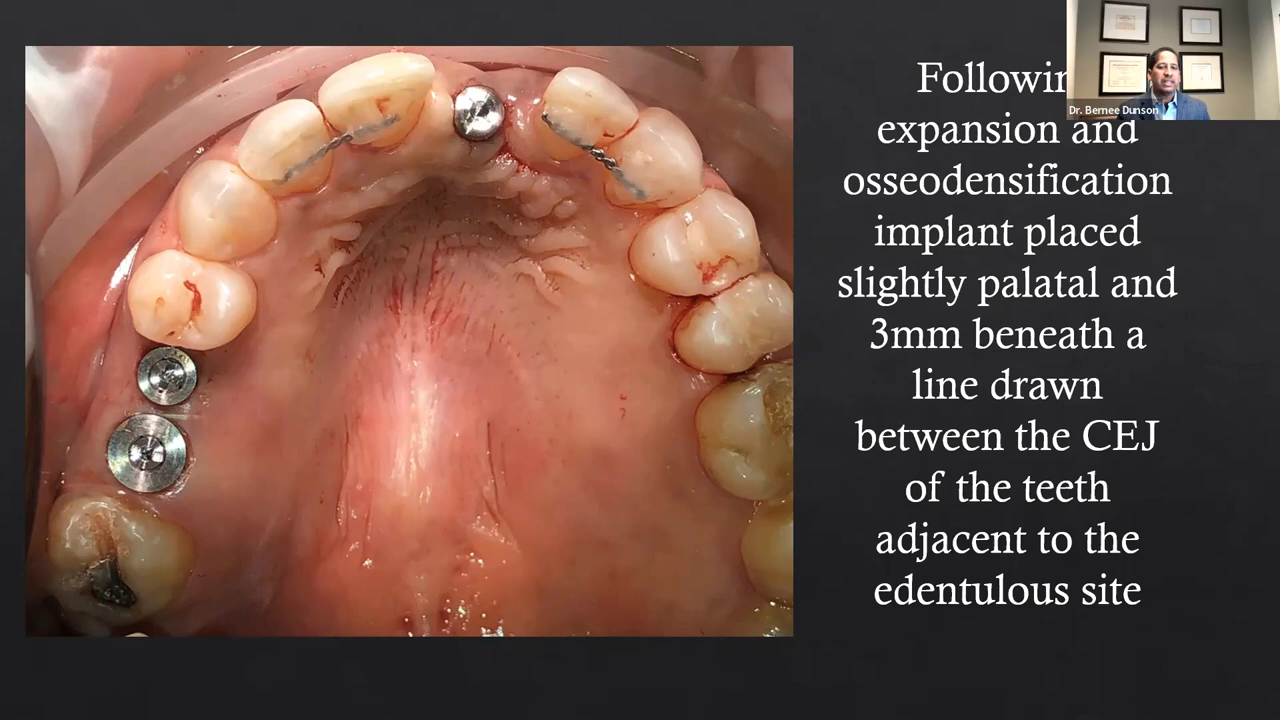 Followin
expansion and
osseodensification
implant placed
slightly palatal and
3mm beneath a
line drawn
between the CEJ
of the teeth
adjacent to the
edentulous site
Dr. Bernee Dunson